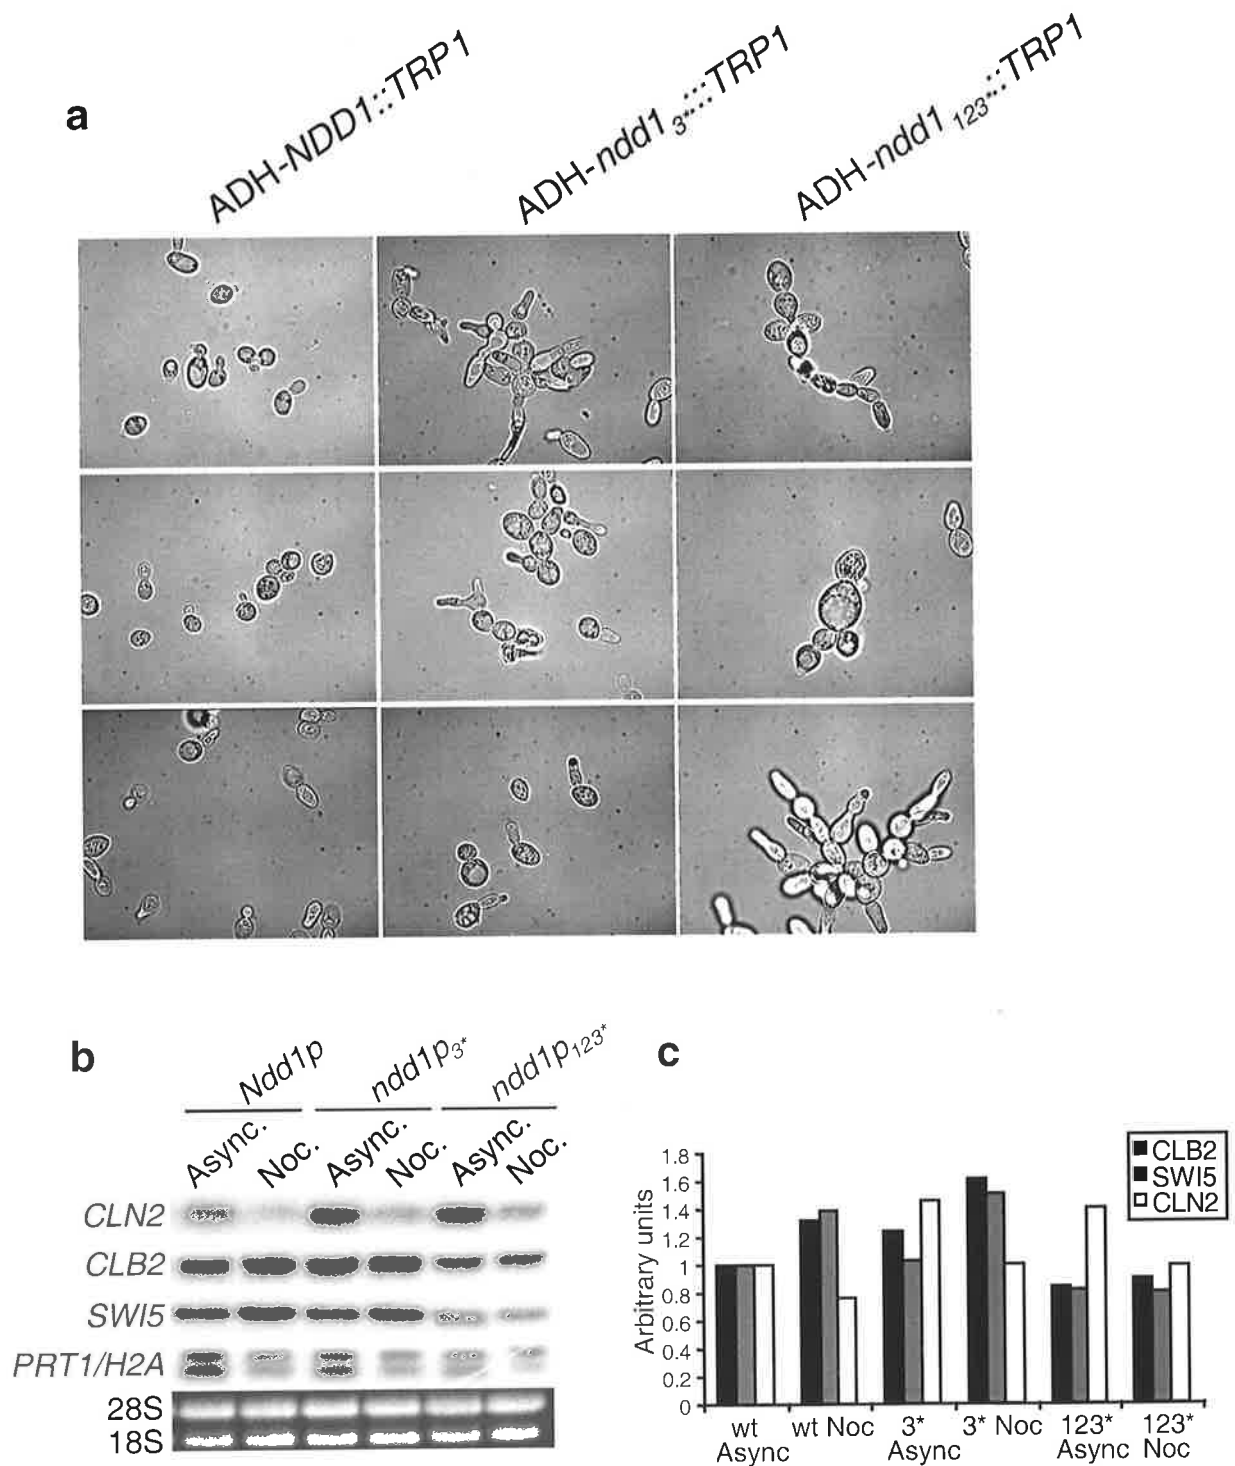 a
ADH-NDD1::TRP1
ADH-ndd1 3*:::TRP1
ADH-ndd1 123*::TRP1
b
Ndd1p
ndd1p3*
ndd1p123*
Async.
Noc.
Async.
Noc.
Async.
Noc.
CLN2
CLB2
SWI5
PRT1/H2A
28S
18S
c
CLB2
SWI5
CLN2
Arbitrary units
1.8
1.6
1.4
1.2
1
0.8
0.6
0.4
0.2
0
wt Async
wt Noc
3* Async
3* Noc
123* Async
123* Noc